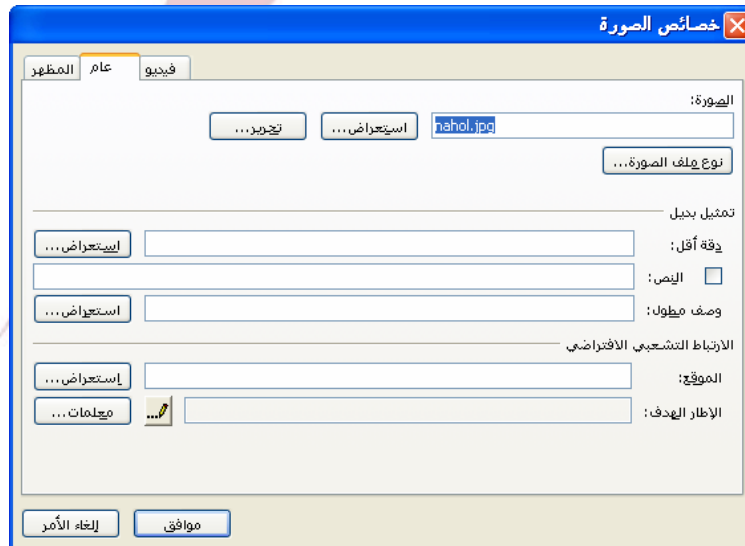 خصائص الصورة
فيديو عام المظهر
الصورة:
nahol.jpg استعراض... تحرير...
نوع ملف الصورة...
تمثيل بديل
دقة أقل: استعراض...
النص:
وصف مطول: استعراض...
الارتباط التشعبي الافتراضي
الموقع: إستعراض...
الإطار الهدف: معلمات...
موافق إلغاء الأمر